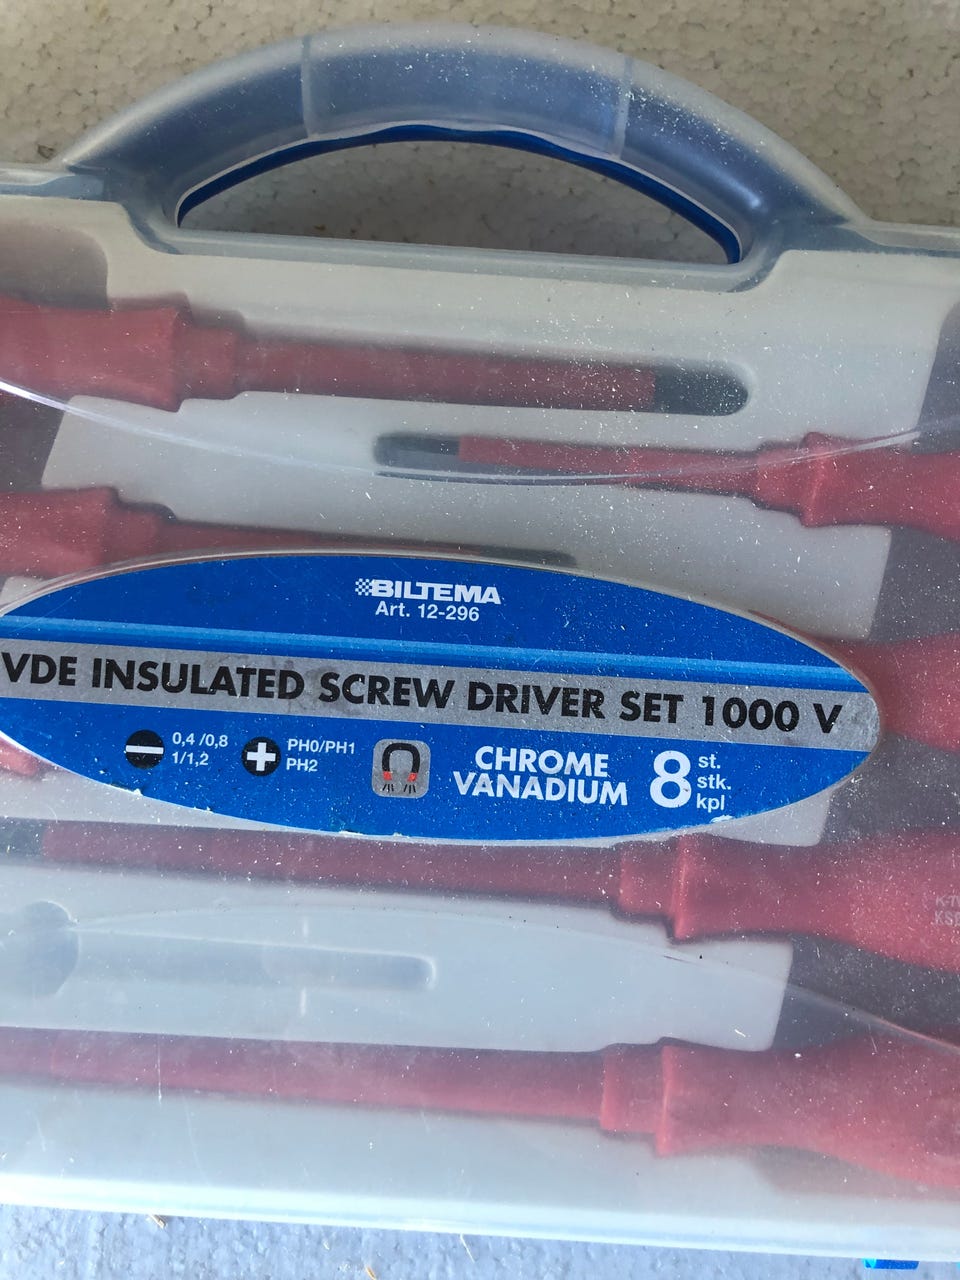 BILTEMA
Art. 12-296
VDE INSULATED SCREW DRIVER SET 1000 V
0,4 /0,8
1/1,2
PH0/PH1
PH2
CHROME
VANADIUM
8
st.
stk.
kpl